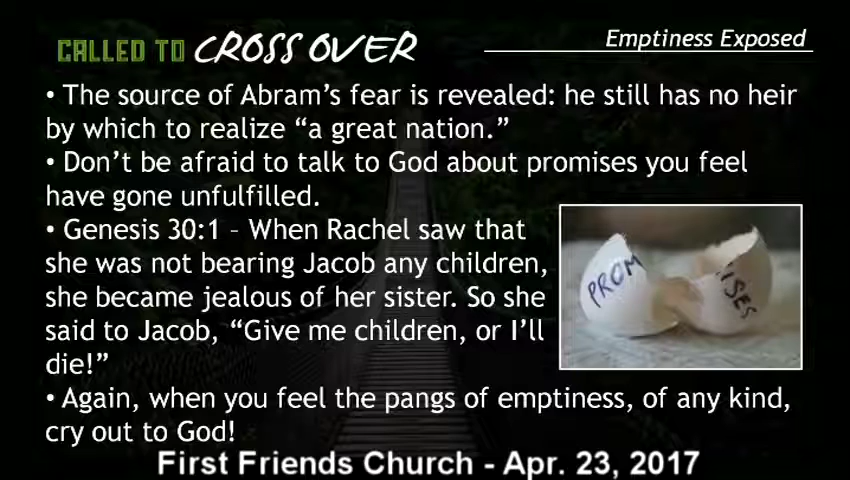 CALLED TO CROSS OVER
Emptiness Exposed
• The source of Abram's fear is revealed: he still has no heir
by which to realize “a great nation.”
• Don't be afraid to talk to God about promises you feel
have gone unfulfilled.
• Genesis 30:1 – When Rachel saw that
she was not bearing Jacob any children,
she became jealous of her sister. So she
said to Jacob, “Give me children, or I'll
die!”
PROM ISES
• Again, when you feel the pangs of emptiness, of any kind,
cry out to God!
First Friends Church - Apr. 23, 2017